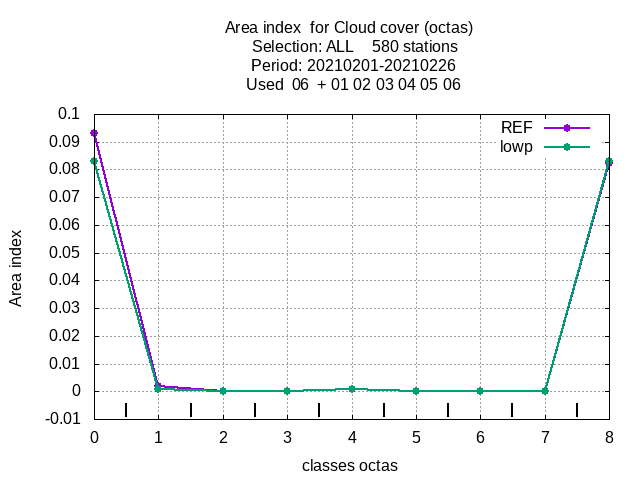 Area index  for Cloud cover (octas)
Selection: ALL    580 stations
Period: 20210201-20210226
Used  06  + 01 02 03 04 05 06
REF
lowp
0.1
0.09
0.08
0.07
0.06
0.05
0.04
0.03
0.02
0.01
0
-0.01
Area index
0 1 2 3 4 5 6 7 8
classes octas